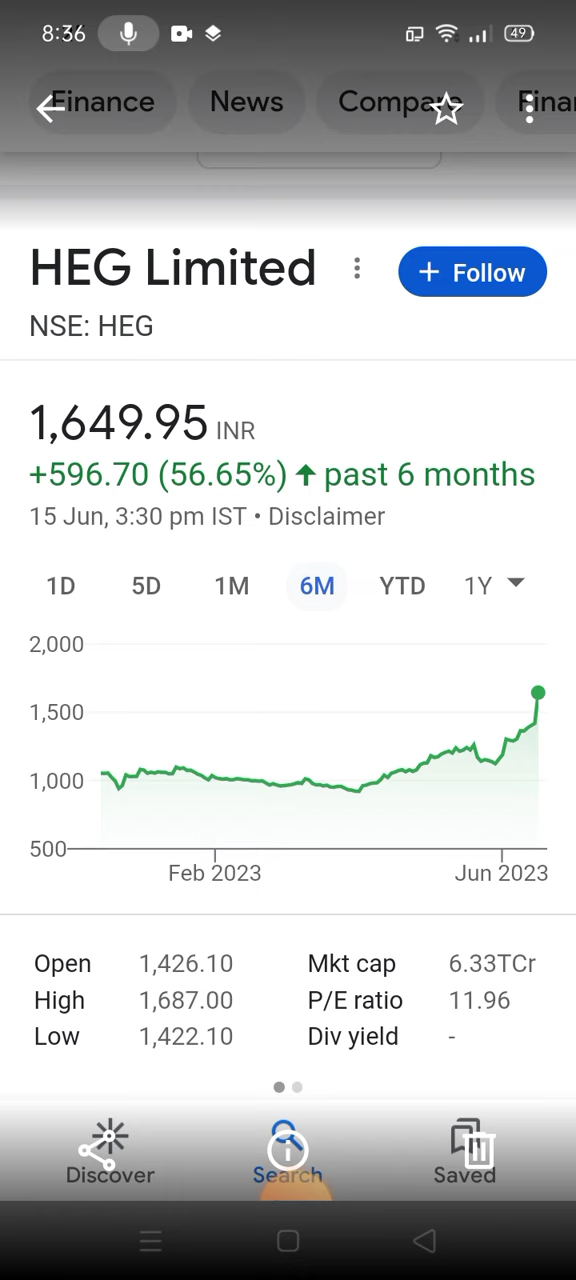 8:36 49
Finance News Compare Finan
HEG Limited
+ Follow
NSE: HEG
1,649.95 INR
+596.70 (56.65%) ↑ past 6 months
15 Jun, 3:30 pm IST • Disclaimer
1D 5D 1M 6M YTD 1Y
2,000
1,500
1,000
500
Feb 2023 Jun 2023
Open 1,426.10 Mkt cap 6.33TCr
High 1,687.00 P/E ratio 11.96
Low 1,422.10 Div yield -
Discover Search Saved